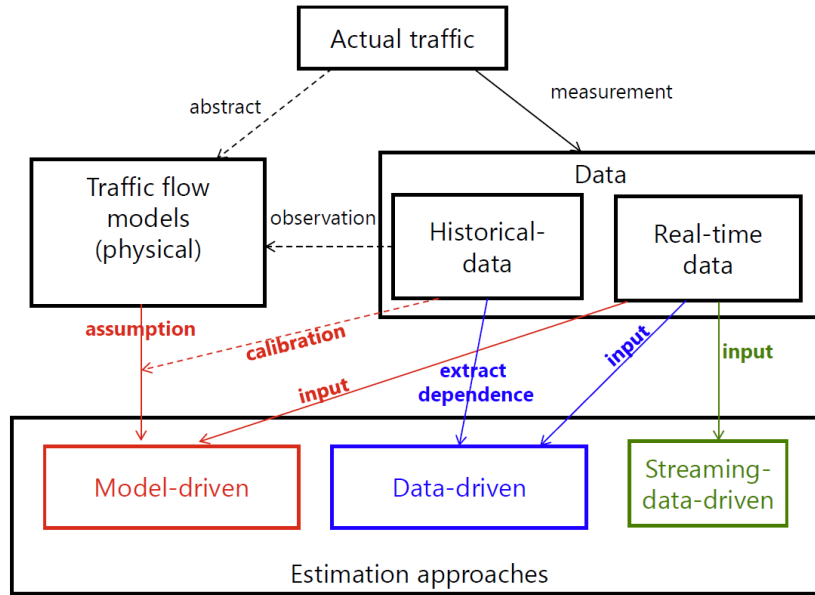 Actual traffic
abstract
measurement
Traffic flow
models
(physical)
observation
Data
Historical-
data
Real-time
data
assumption
calibration
input
extract
dependence
input
input
Model-driven
Data-driven
Streaming-
data-driven
Estimation approaches